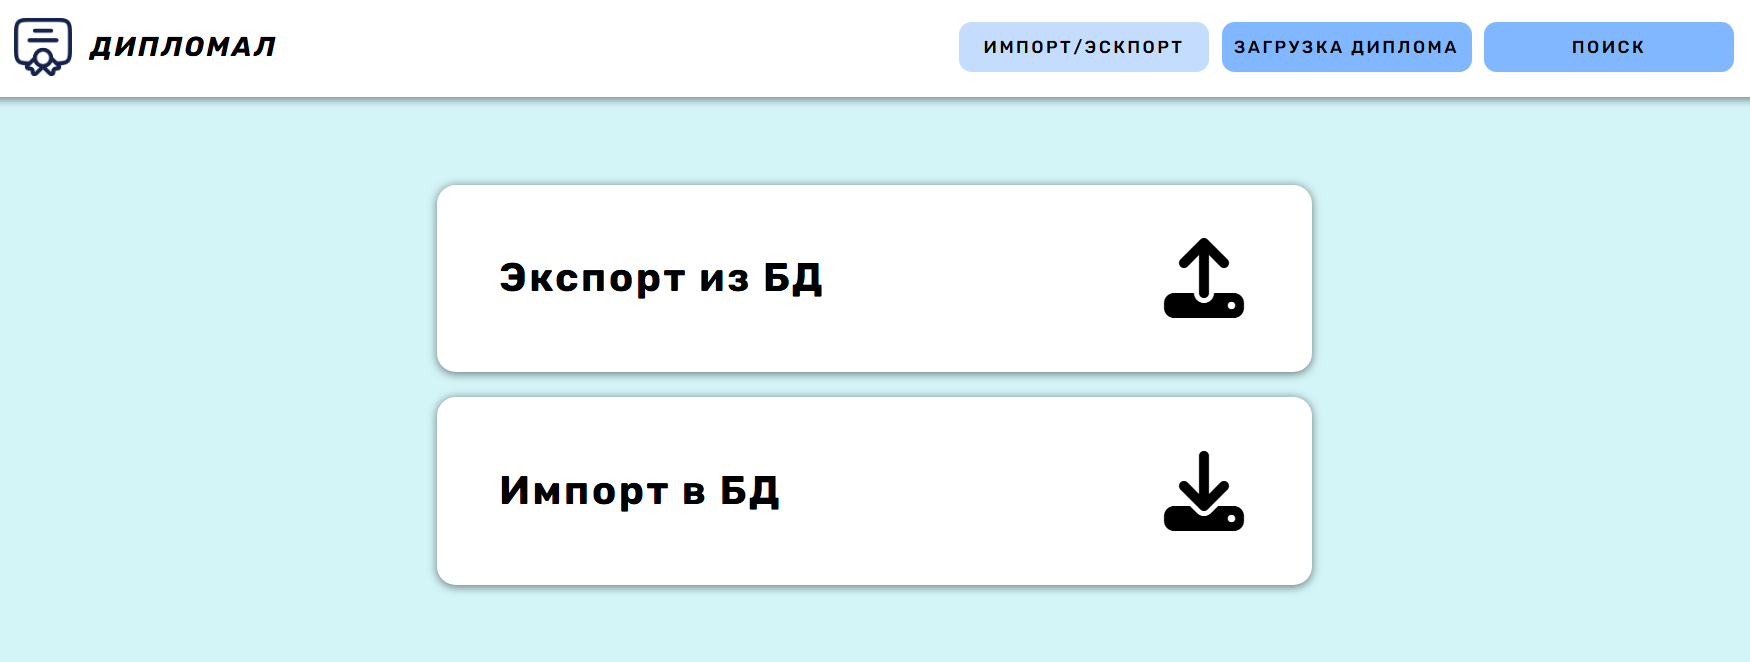 ДИПЛОМАЛ
ИМПОРТ/ЭСКПОРТ
ЗАГРУЗКА ДИПЛОМА
ПОИСК
Экспорт из БД
Импорт в БД